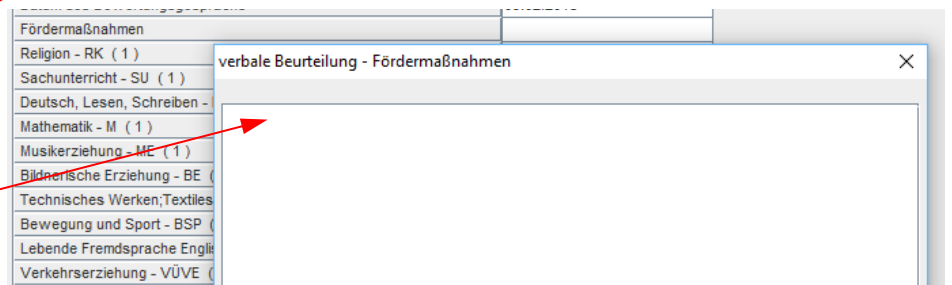 Fördermaßnahmen
Religion - RK ( 1 )
verbale Beurteilung - Fördermaßnahmen
Sachunterricht - SU ( 1 )
Deutsch, Lesen, Schreiben -
Mathematik - M ( 1 )
Musikerziehung - ME ( 1 )
Bildnerische Erziehung - BE (
Technisches Werken;Textiles
Bewegung und Sport - BSP (
Lebende Fremdsprache Englis
Verkehrserziehung - VÜVE (